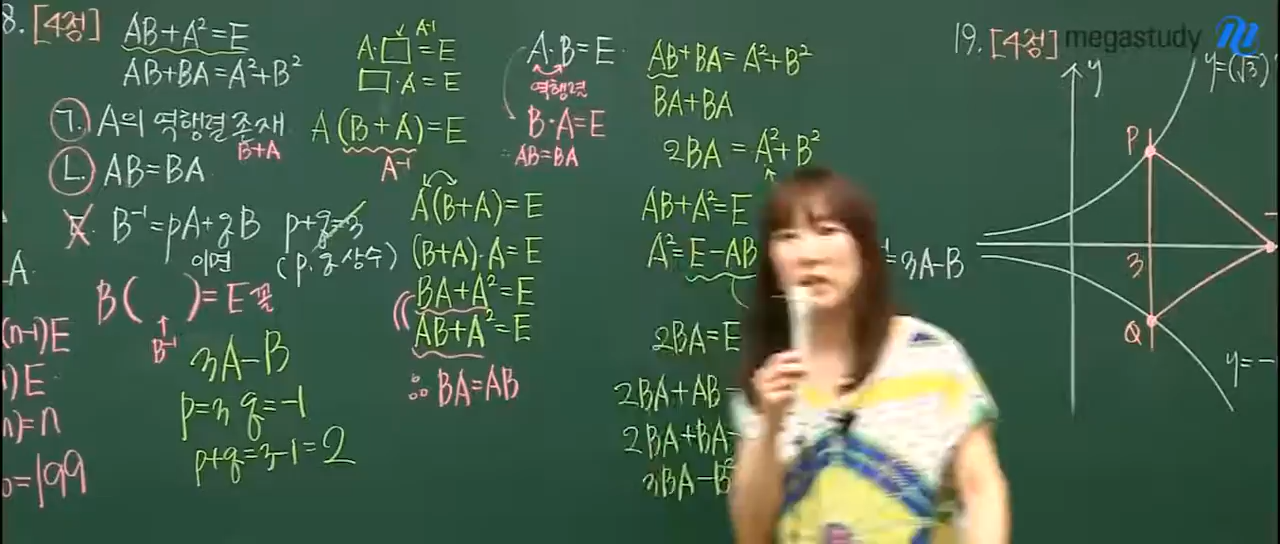 8. [4점] AB+A²=E
AB+BA=A²+B²
ㄱ. A의 역행렬 존재
B+A
ㄴ. AB=BA
ㄷ. B⁻¹=pA+qB 이면 p+q=3
(p, q 상수)
B( )=E 꼴
B⁻¹
3A-B
p=3 q=-1
p+q=3-1=2
A.
(n-1)E
)E
)=n
=199
A⁻¹
A·□=E
□·A=E
A(B+A)=E
A⁻¹
A(B+A)=E
(B+A)·A=E
BA+A²=E
AB+A²=E
∴ BA=AB
A·B=E
역행렬
B·A=E
∴ AB=BA
AB+BA=A²+B²
BA+BA
2BA=A²+B²
AB+A²=E
A²=E-AB
2BA=E
2BA+AB
2BA+BA
3BA-B²
=3A-B
19. [4점]
megastudy
y
y=(√3)
P
3
Q
y=-